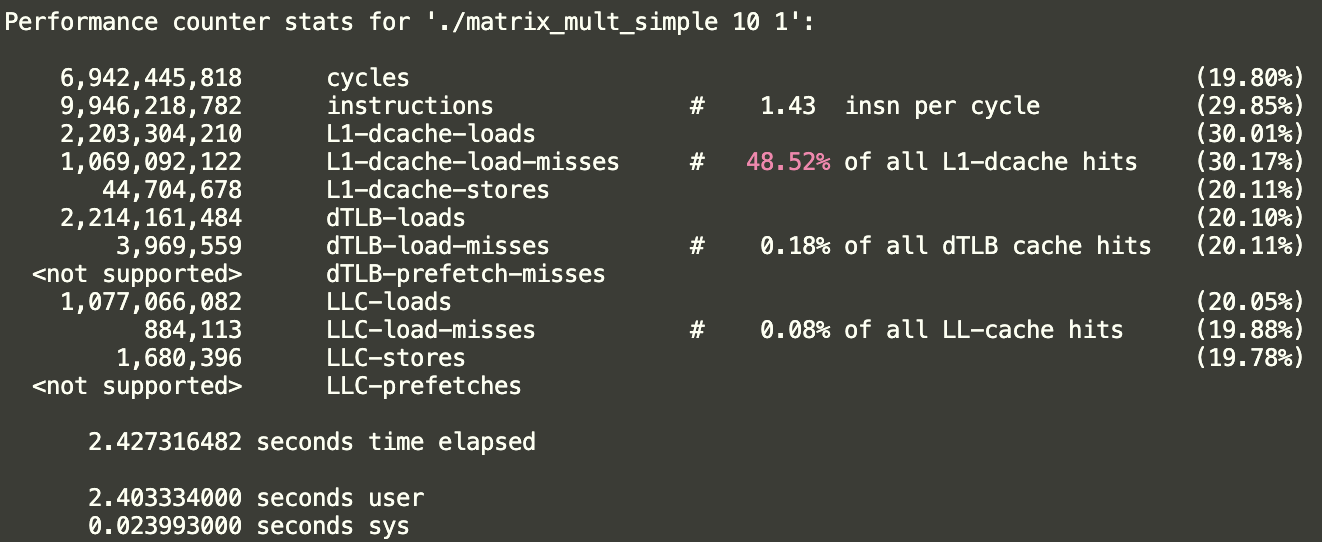 Performance counter stats for './matrix_mult_simple 10 1':
6,942,445,818 cycles (19.80%)
9,946,218,782 instructions # 1.43 insn per cycle (29.85%)
2,203,304,210 L1-dcache-loads (30.01%)
1,069,092,122 L1-dcache-load-misses # 48.52% of all L1-dcache hits (30.17%)
44,704,678 L1-dcache-stores (20.11%)
2,214,161,484 dTLB-loads (20.10%)
3,969,559 dTLB-load-misses # 0.18% of all dTLB cache hits (20.11%)
<not supported> dTLB-prefetch-misses
1,077,066,082 LLC-loads (20.05%)
884,113 LLC-load-misses # 0.08% of all LL-cache hits (19.88%)
1,680,396 LLC-stores (19.78%)
<not supported> LLC-prefetches
2.427316482 seconds time elapsed
2.403334000 seconds user
0.023993000 seconds sys